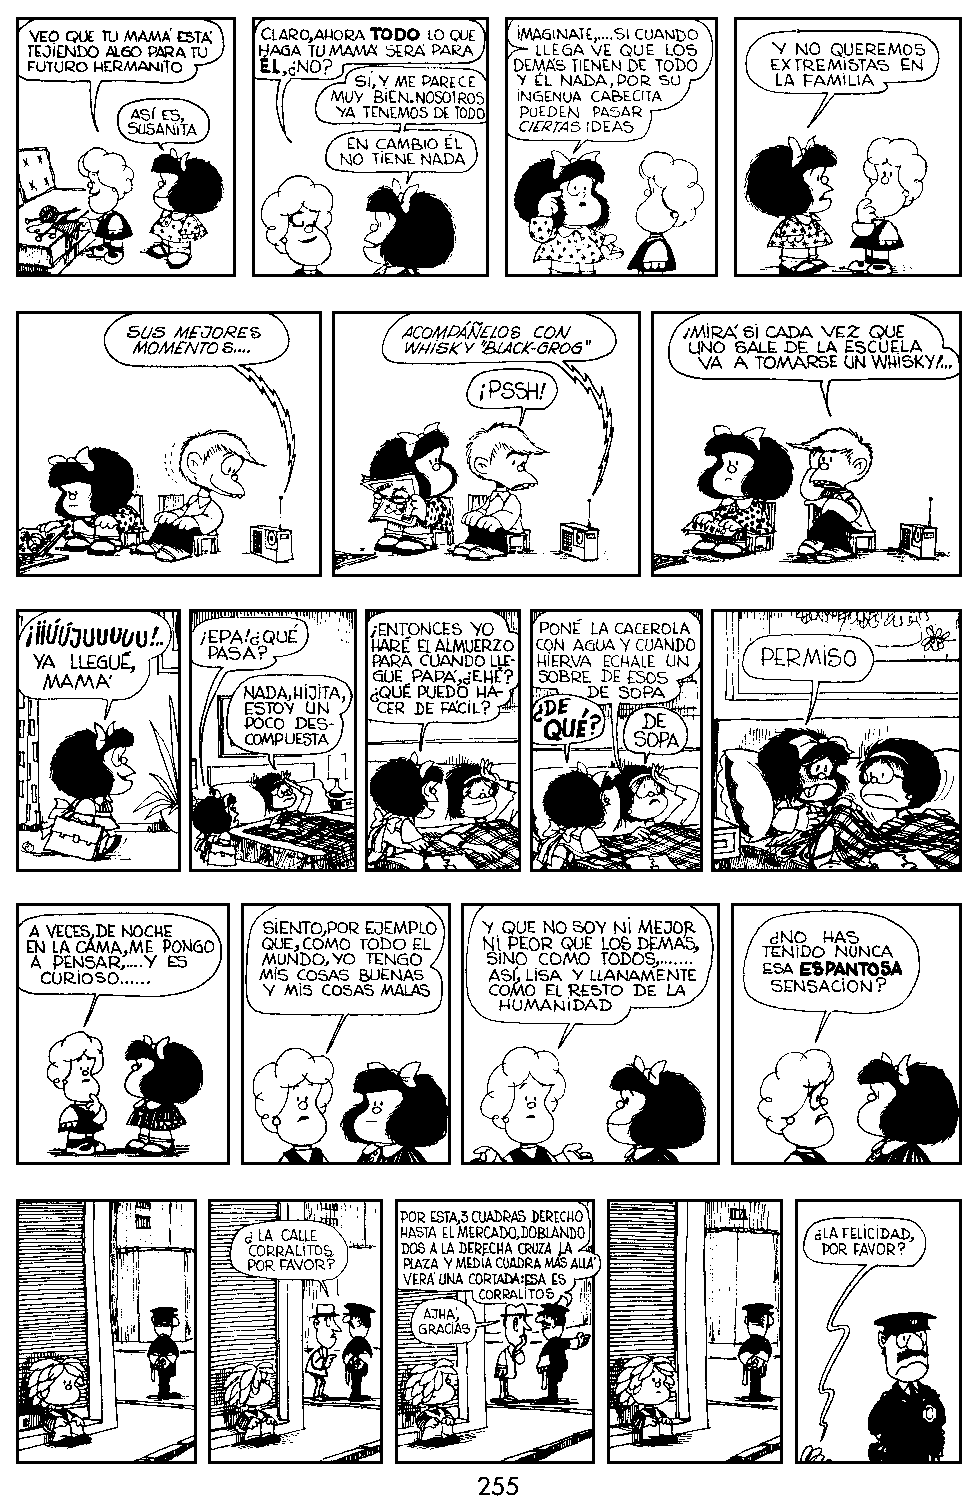 VEO QUE TU MAMÁ ESTÁ
TEJIENDO ALGO PARA TU
FUTURO HERMANITO
ASÍ ES,
SUSANITA
CLARO, AHORA TODO LO QUE
HAGA TU MAMÁ SERÁ PARA
ÉL, ¿NO?
SÍ, Y ME PARECE
MUY BIEN. NOSOTROS
YA TENEMOS DE TODO
EN CAMBIO ÉL
NO TIENE NADA
IMAGINATE,....SI CUANDO
LLEGA VE QUE LOS
DEMÁS TIENEN DE TODO
Y ÉL NADA, POR SU
INGENUA CABECITA
PUEDEN PASAR
CIERTAS IDEAS
Y NO QUEREMOS
EXTREMISTAS EN
LA FAMILIA
SUS MEJORES
MOMENTOS....
ACOMPÁÑELOS CON
WHISKY "BLACK-GROG"
¡PSSH!
¡MIRÁ SI CADA VEZ QUE
UNO SALE DE LA ESCUELA
VA A TOMARSE UN WHISKY!...
¡IÚÚJUUUUU!..
YA LLEGUÉ,
MAMÁ
¡EPA! ¿QUÉ
PASA?
NADA, HIJITA,
ESTOY UN
POCO DES-
COMPUESTA
¡ENTONCES YO
HARÉ EL ALMUERZO
PARA CUANDO LLE-
GUE PAPÁ, ¿EHÉ?
¿QUÉ PUEDO HA-
CER DE FÁCIL?
PONÉ LA CACEROLA
CON AGUA Y CUANDO
HIERVA ECHALE UN
SOBRE DE ESOS
DE SOPA
¿DE
QUÉ?
DE
SOPA
PERMISO
A VECES, DE NOCHE
EN LA CAMA, ME PONGO
A PENSAR,....Y ES
CURIOSO......
SIENTO, POR EJEMPLO
QUE, COMO TODO EL
MUNDO, YO TENGO
MIS COSAS BUENAS
Y MIS COSAS MALAS
Y QUE NO SOY NI MEJOR
NI PEOR QUE LOS DEMÁS,
SINO COMO TODOS,.......
ASÍ, LISA Y LLANAMENTE
COMO EL RESTO DE LA
HUMANIDAD
¿NO HAS
TENIDO NUNCA
ESA ESPANTOSA
SENSACIÓN?
¿LA CALLE
CORRALITOS
POR FAVOR?
POR ESTA, 3 CUADRAS DERECHO
HASTA EL MERCADO, DOBLANDO
DOS A LA DERECHA CRUZA LA
PLAZA Y MEDIA CUADRA MÁS ALLÁ
VERÁ UNA CORTADA: ESA ES
CORRALITOS
AJHÁ,
GRACIAS
¿LA FELICIDAD,
POR FAVOR?
255